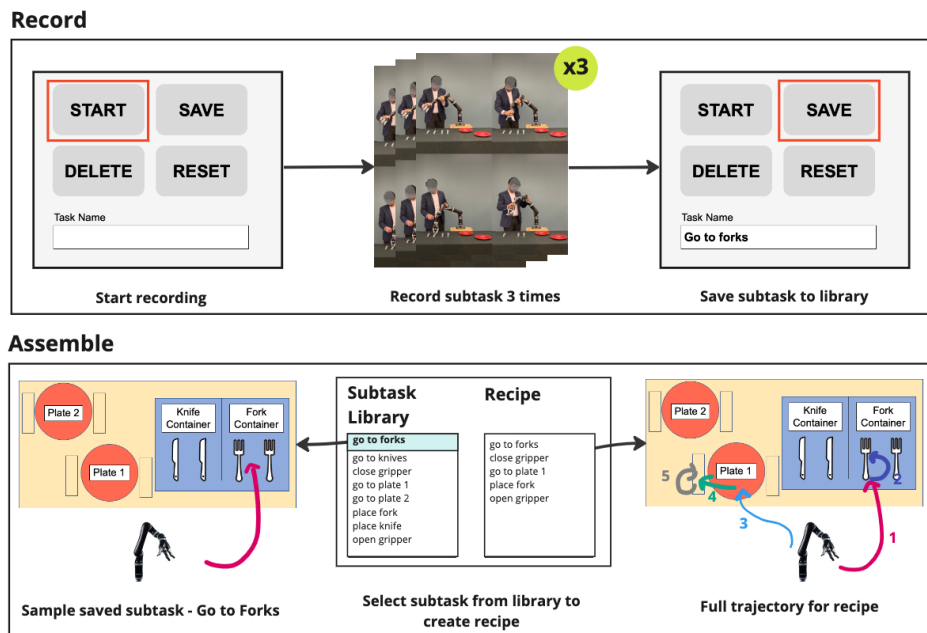 Record
START
SAVE
DELETE
RESET
Task Name
Start recording
x3
Record subtask 3 times
START
SAVE
DELETE
RESET
Task Name
Go to forks
Save subtask to library
Assemble
Plate 2
Plate 1
Knife
Container
Fork
Container
Sample saved subtask - Go to Forks
Subtask
Library
go to forks
go to knives
close gripper
go to plate 1
go to plate 2
place fork
place knife
open gripper
Recipe
go to forks
close gripper
go to plate 1
place fork
open gripper
Select subtask from library to
create recipe
Plate 2
Plate 1
Knife
Container
Fork
Container
5
4
3
2
1
Full trajectory for recipe